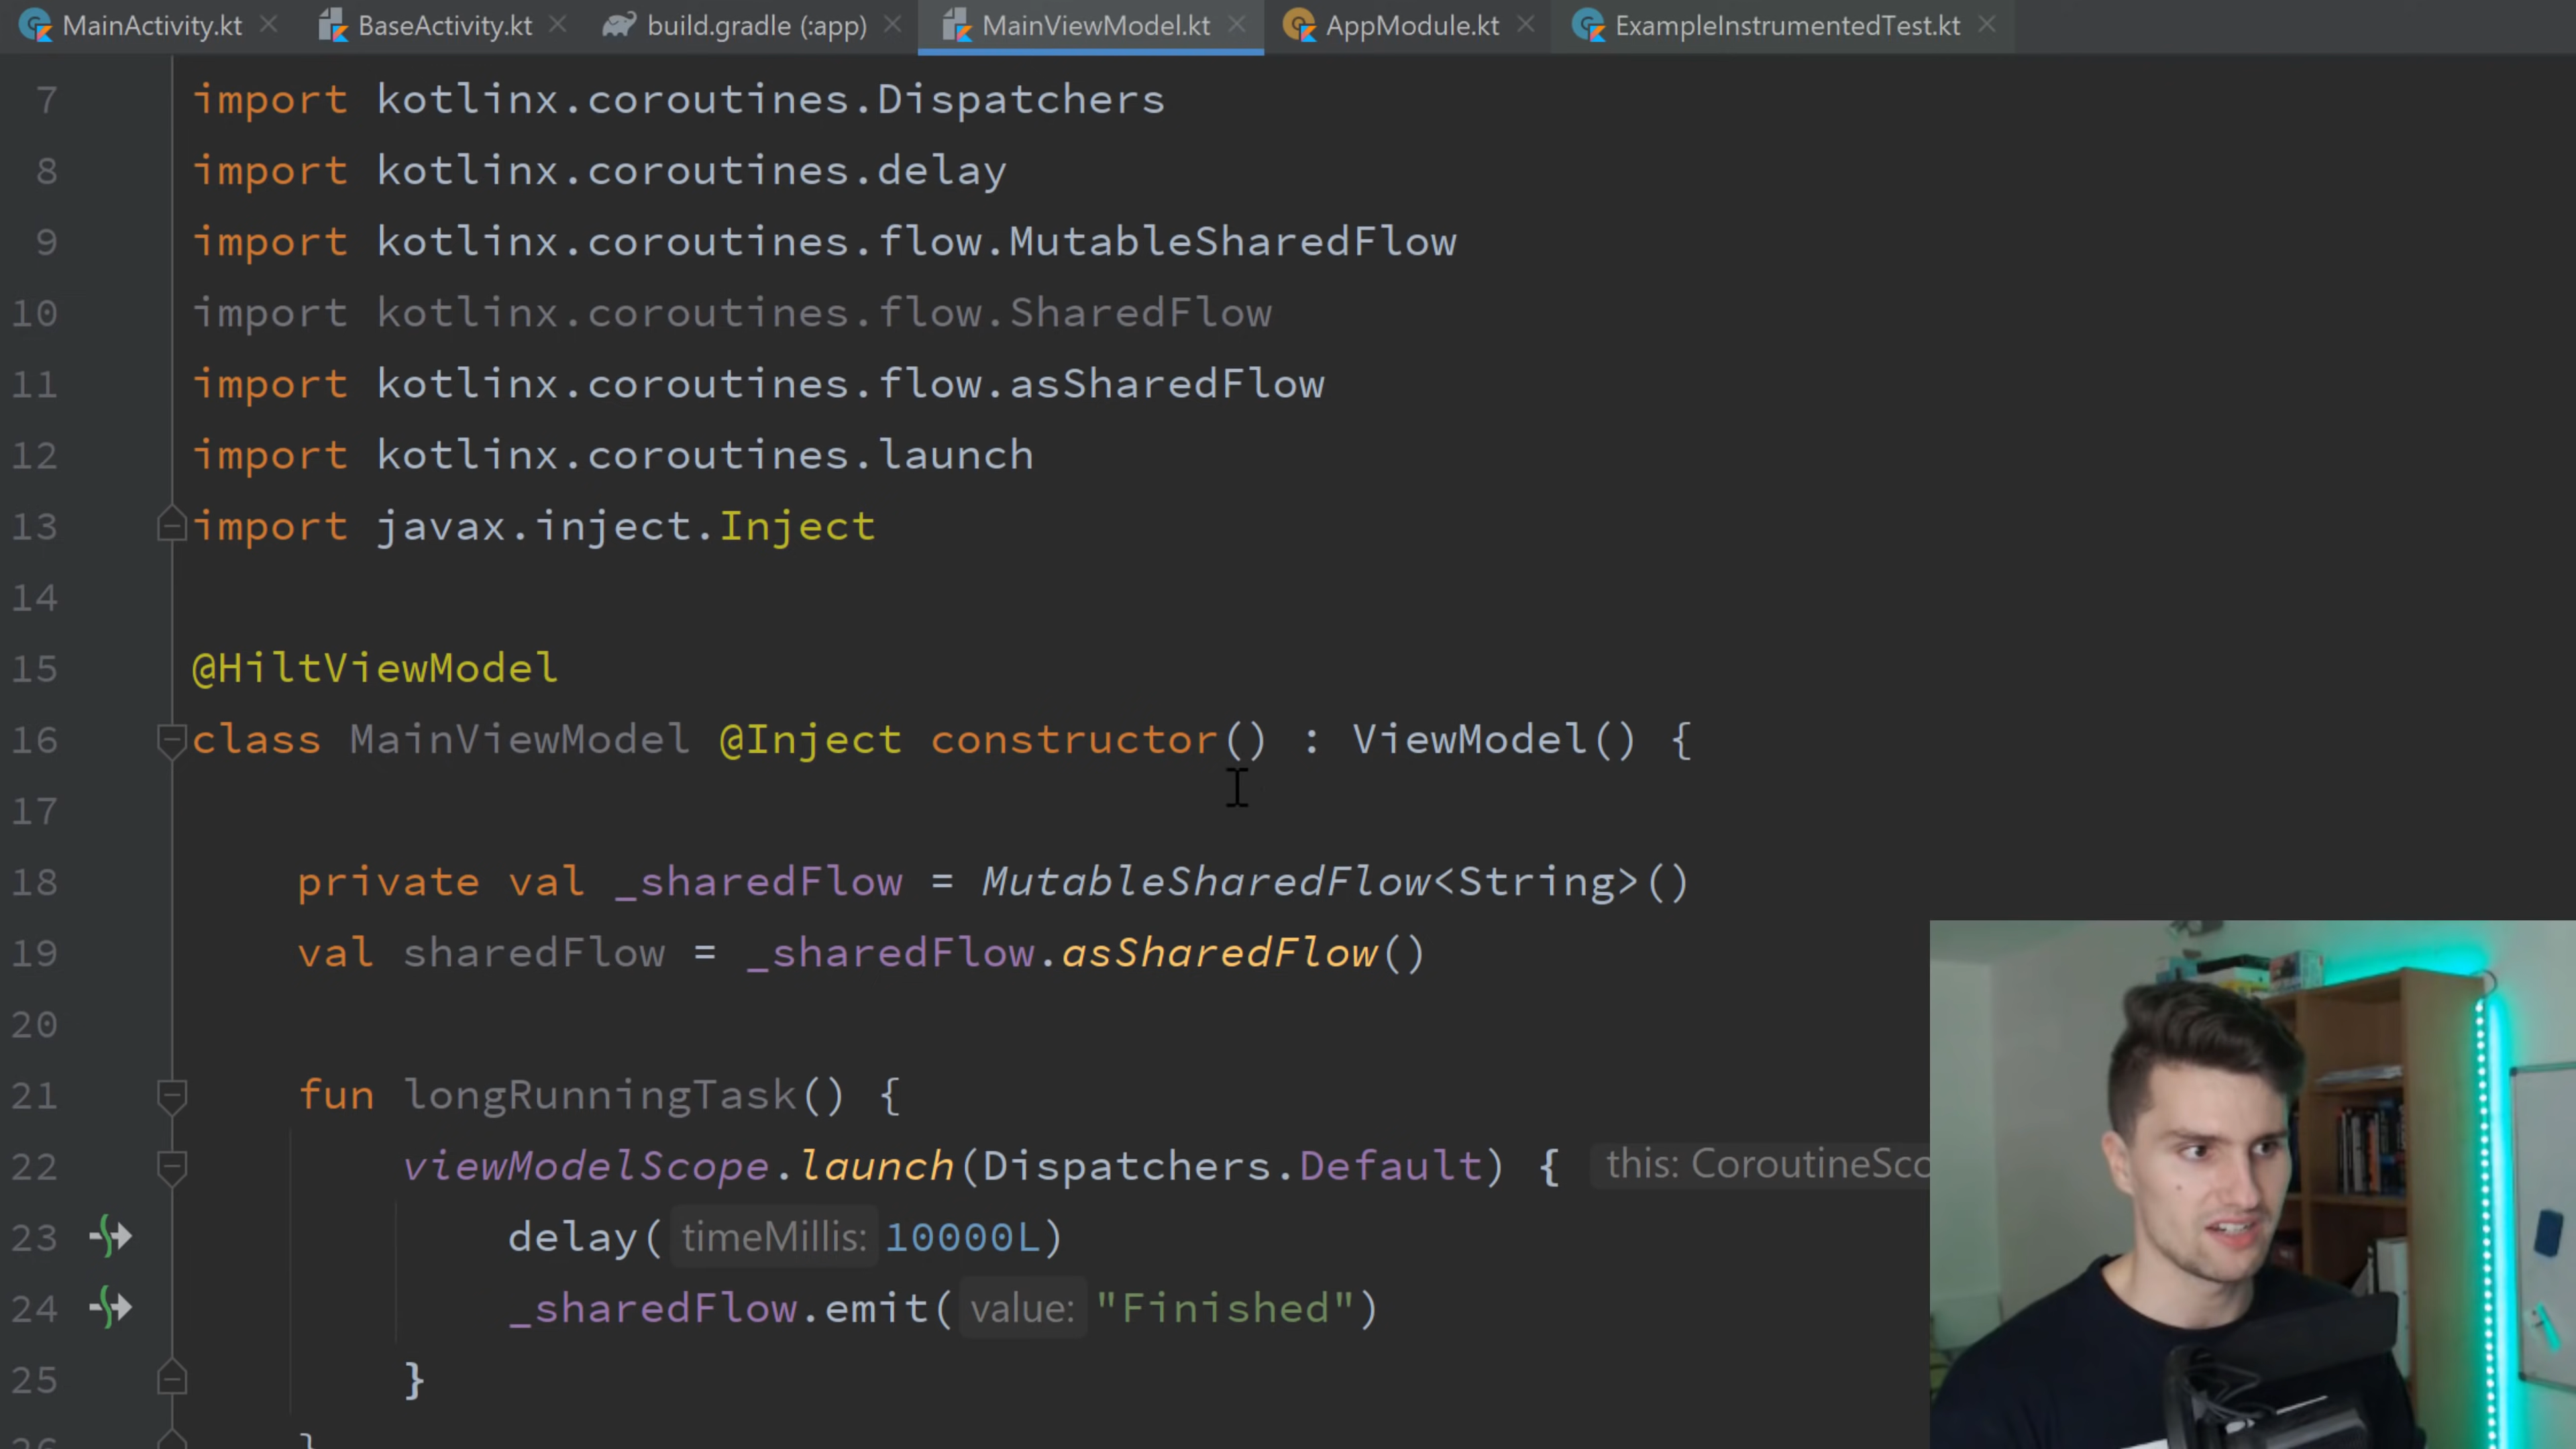 MainActivity.kt BaseActivity.kt build.gradle (:app) MainViewModel.kt AppModule.kt ExampleInstrumentedTest.kt
7 import kotlinx.coroutines.Dispatchers
8 import kotlinx.coroutines.delay
9 import kotlinx.coroutines.flow.MutableSharedFlow
10 import kotlinx.coroutines.flow.SharedFlow
11 import kotlinx.coroutines.flow.asSharedFlow
12 import kotlinx.coroutines.launch
13 import javax.inject.Inject
14
15 @HiltViewModel
16 class MainViewModel @Inject constructor() : ViewModel() {
17
18 private val _sharedFlow = MutableSharedFlow<String>()
19 val sharedFlow = _sharedFlow.asSharedFlow()
20
21 fun longRunningTask() {
22 viewModelScope.launch(Dispatchers.Default) { this: CoroutineSco
23 delay( timeMillis: 10000L)
24 _sharedFlow.emit( value: "Finished")
25 }
26 }